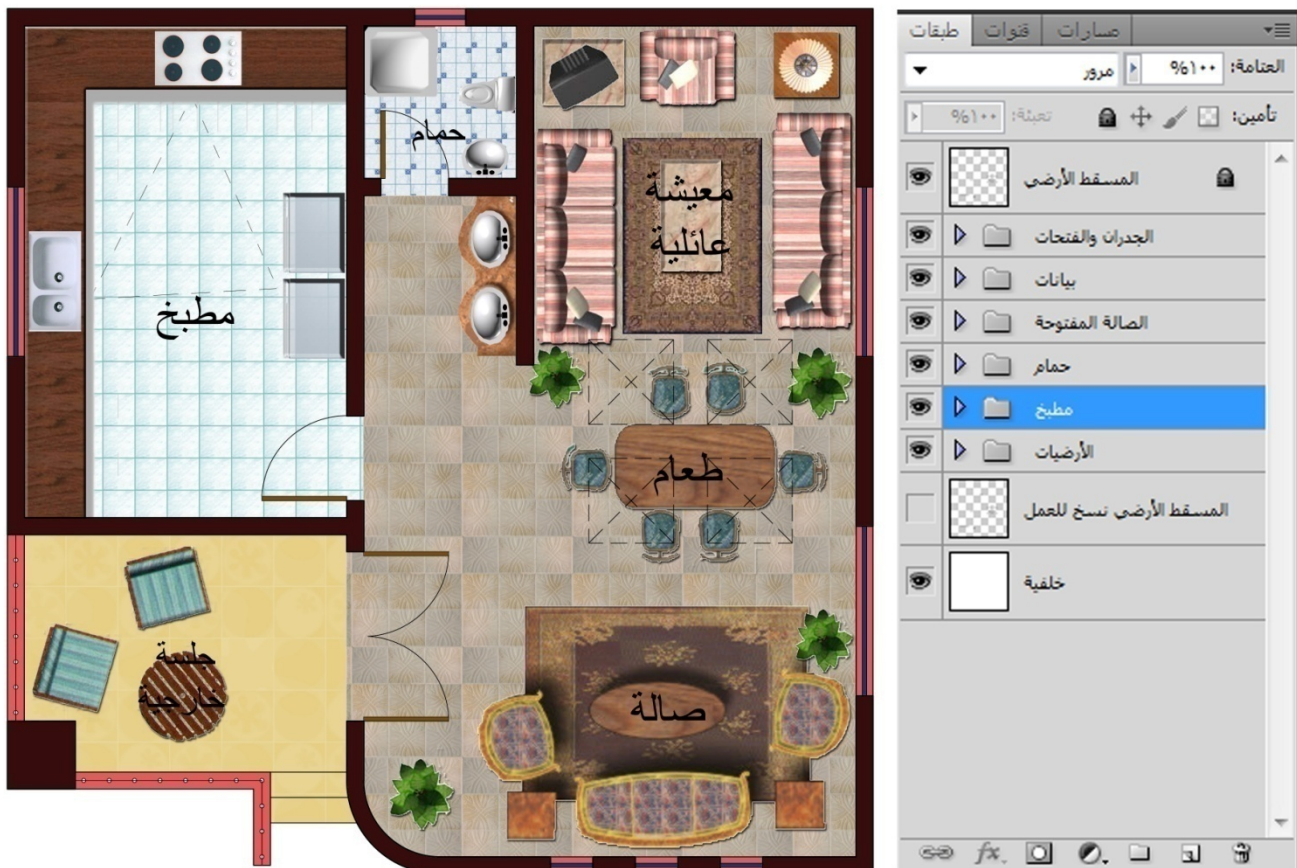 حمام
معيشة
عائلية
مطبخ
طعام
جلسة
خارجية
صالة
طبقات قنوات مسارات
العتامة: %١٠٠ مرور
تأمين: تعبئة: %١٠٠
المسقط الأرضي
الجدران والفتحات
بيانات
الصالة المفتوحة
حمام
مطبخ
الأرضيات
المسقط الأرضي نسخ للعمل
خلفية
fx